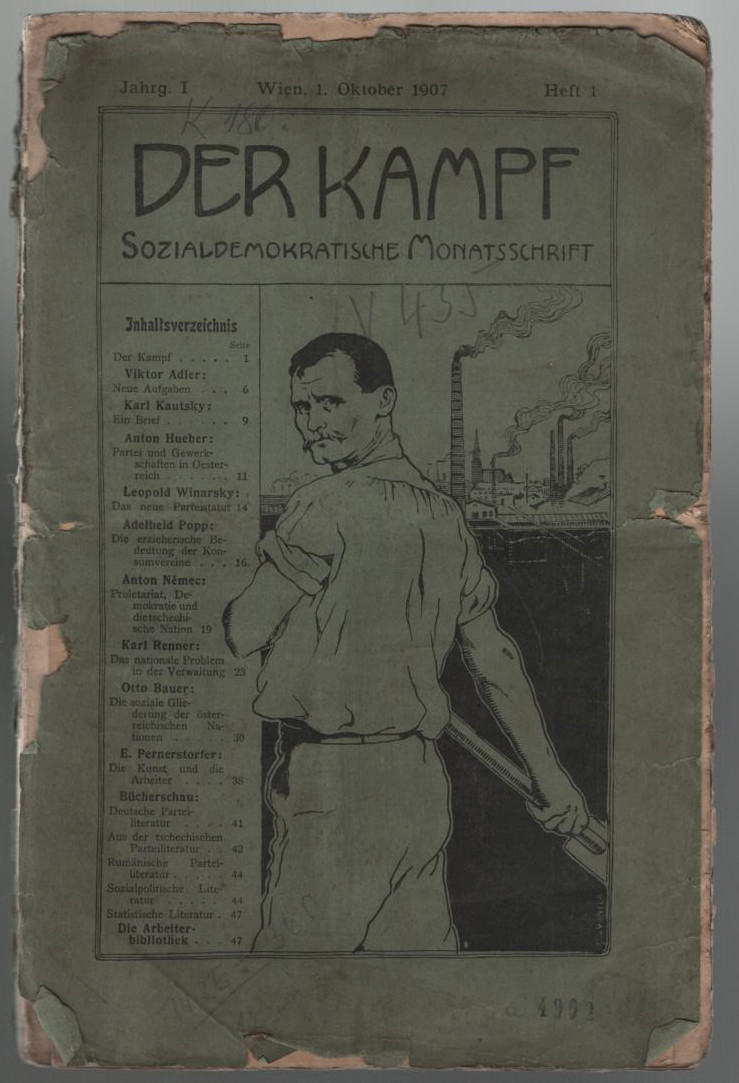 Jahrg. I Wien, 1. Oktober 1907 Heft 1
K 180.
DER KAMPF
SOZIALDEMOKRATISCHE MONATSSCHRIFT
V 433
Inhaltsverzeichnis
Seite
Der Kampf . . . . . 1
Viktor Adler:
Neue Aufgaben . . . 6
Karl Kautsky:
Ein Brief . . . . . 9
Anton Hueber:
Partei und Gewerk-
schaften in Oester-
reich . . . . . . . 11
Leopold Winarsky:
Das neue Parteistatut 14
Adelheid Popp:
Die erzieherische Be-
deutung der Kon-
sumvereine . . . 16
Anton Němec:
Proletariat, De-
mokratie und
die tschechi-
sche Nation 19
Karl Renner:
Das nationale Problem
in der Verwaltung 23
Otto Bauer:
Die soziale Glie-
derung der öster-
reichischen Na-
tionen . . . . . 30
E. Pernerstorfer:
Die Kunst und die
Arbeiter . . . . 38
Bücherschau:
Deutsche Partei-
literatur . . . . 41
Aus der tschechischen
Parteiliteratur . . 42
Rumänische Partei-
literatur . . . . . 44
Sozialpolitische Lite-
ratur . . . . . 44
Statistische Literatur . 47
Die Arbeiter-
bibliothek . . . 47
4992